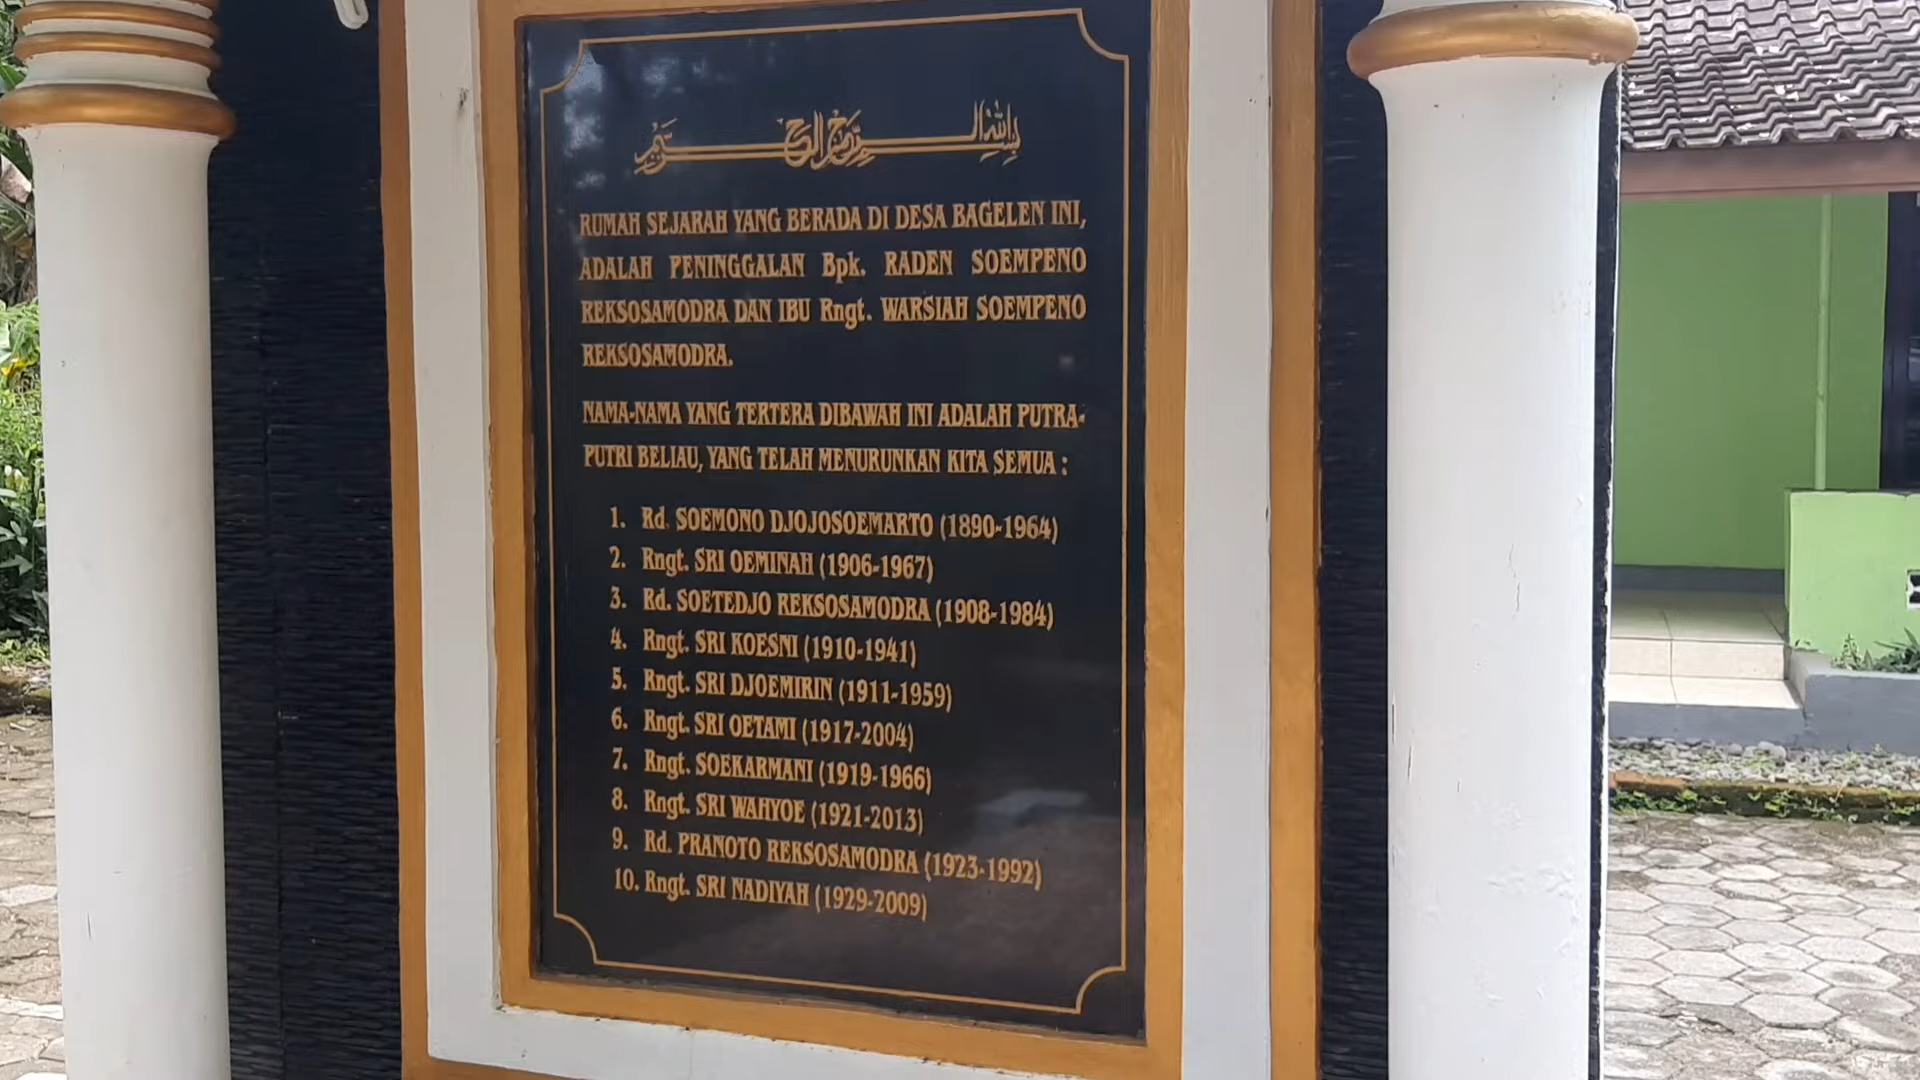 بسم الله الرحمن الرحيم
RUMAH SEJARAH YANG BERADA DI DESA BAGELEN INI,
ADALAH PENINGGALAN Bpk. RADEN SOEMPENO
REKSOSAMODRA DAN IBU Rngt. WARSIAH SOEMPENO
REKSOSAMODRA.
NAMA-NAMA YANG TERTERA DIBAWAH INI ADALAH PUTRA-
PUTRI BELIAU, YANG TELAH MENURUNKAN KITA SEMUA :
1. Rd. SOEMONO DJOJOSOEMARTO (1890-1964)
2. Rngt. SRI OEMINAH (1906-1967)
3. Rd. SOETEDJO REKSOSAMODRA (1908-1984)
4. Rngt. SRI KOESNI (1910-1941)
5. Rngt. SRI DJOEMIRIN (1911-1959)
6. Rngt. SRI OETAMI (1917-2004)
7. Rngt. SOEKARMANI (1919-1966)
8. Rngt. SRI WAHYOE (1921-2013)
9. Rd. PRANOTO REKSOSAMODRA (1923-1992)
10. Rngt. SRI NADIYAH (1929-2009)